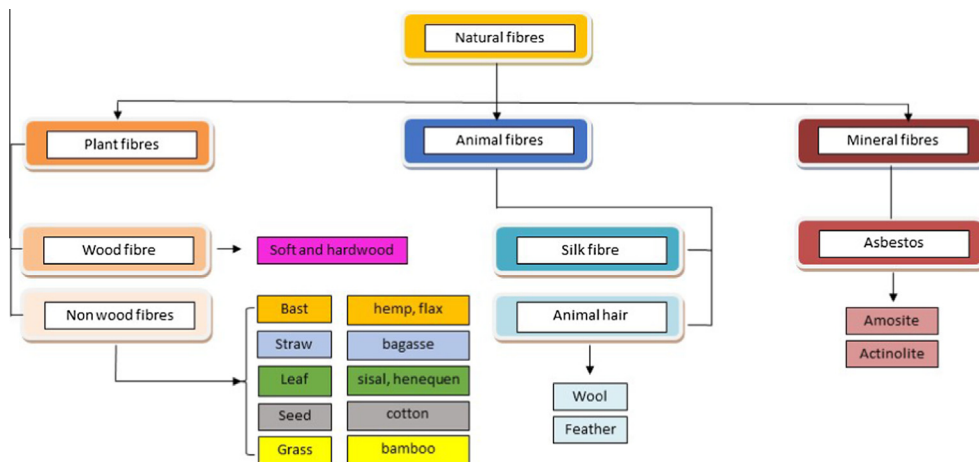 Natural fibres
Plant fibres
Animal fibres
Mineral fibres
Wood fibre
Soft and hardwood
Silk fibre
Asbestos
Non wood fibres
Bast
hemp, flax
Animal hair
Amosite
Straw
bagasse
Actinolite
Leaf
sisal, henequen
Wool
Seed
cotton
Feather
Grass
bamboo